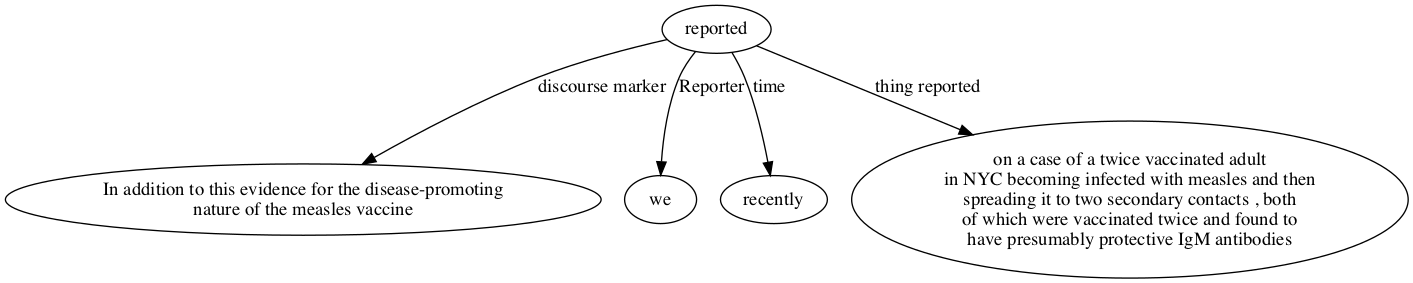 reported
discourse marker
Reporter
time
thing reported
In addition to this evidence for the disease-promoting
nature of the measles vaccine
we
recently
on a case of a twice vaccinated adult
in NYC becoming infected with measles and then
spreading it to two secondary contacts , both
of which were vaccinated twice and found to
have presumably protective IgM antibodies